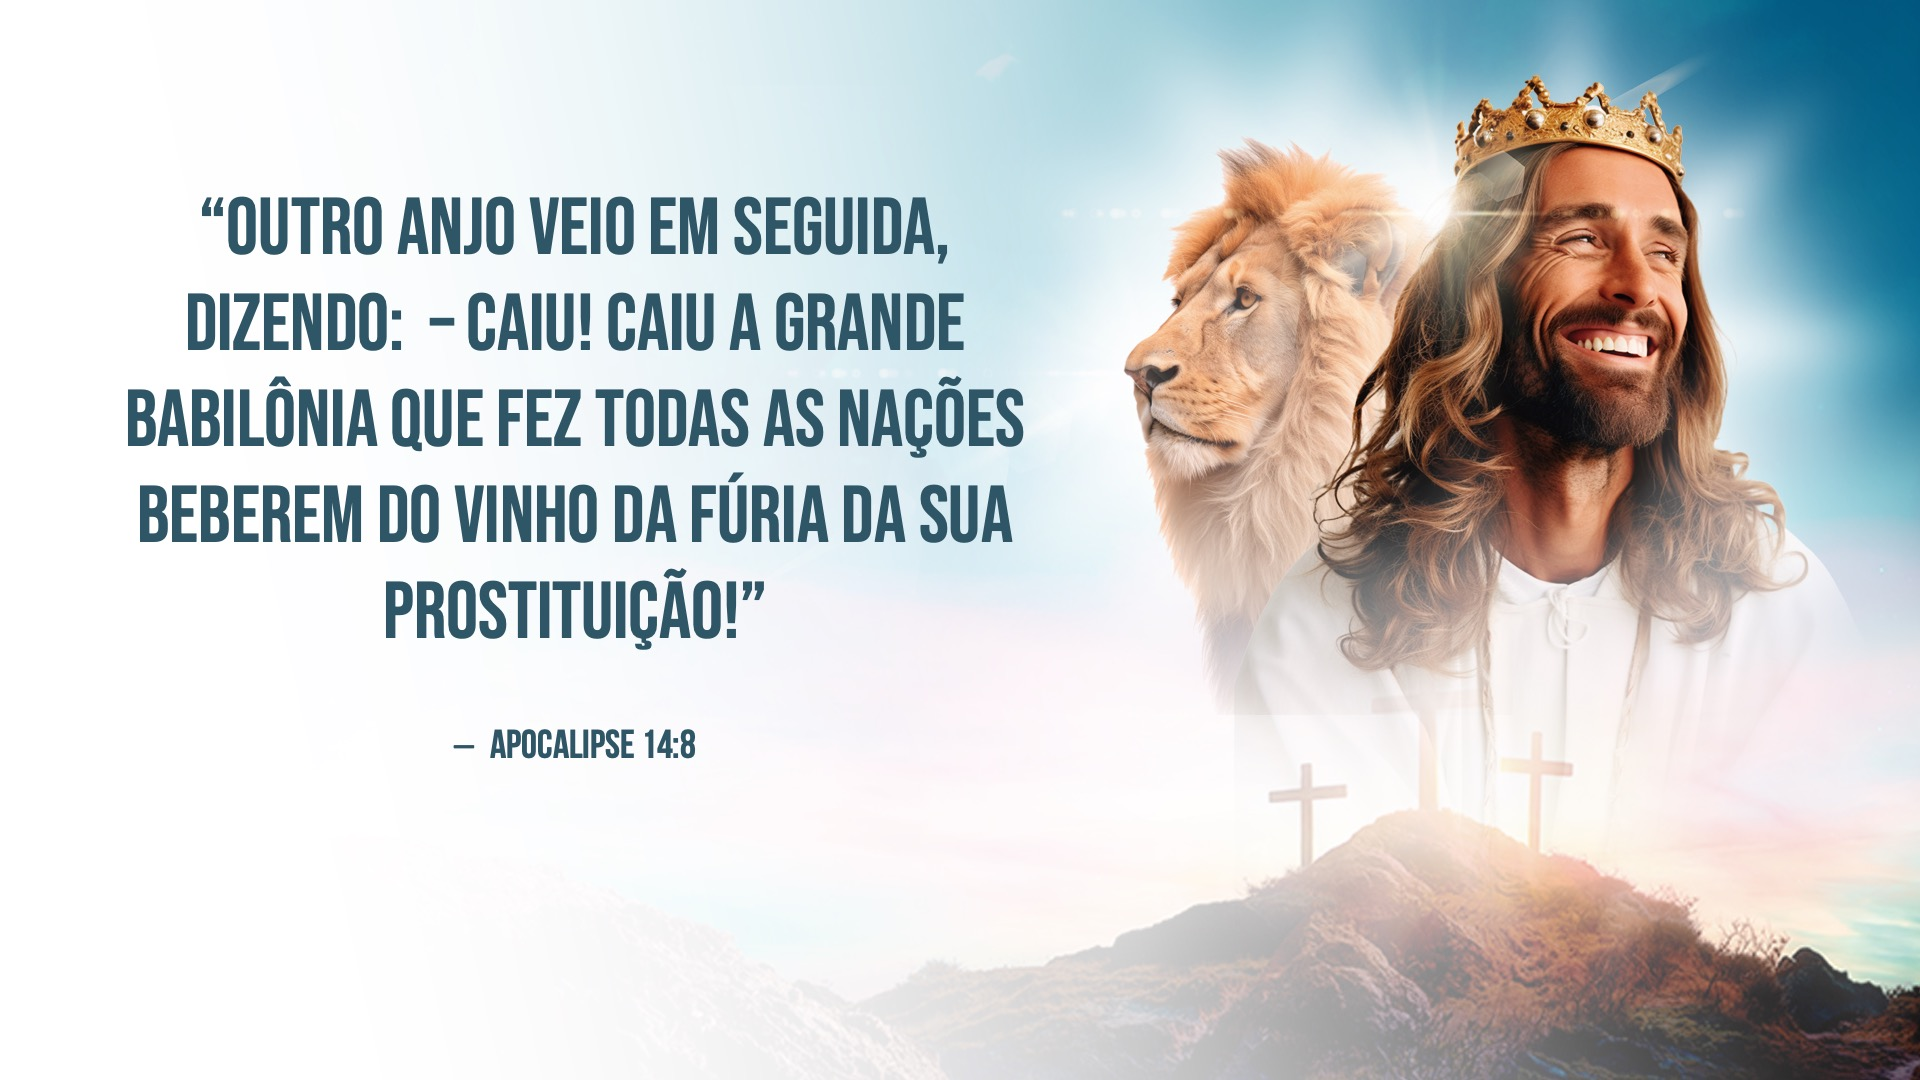 “OUTRO ANJO VEIO EM SEGUIDA,
DIZENDO:  – CAIU! CAIU A GRANDE
BABILÔNIA QUE FEZ TODAS AS NAÇÕES
BEBEREM DO VINHO DA FÚRIA DA SUA
PROSTITUIÇÃO!”
– APOCALIPSE 14:8